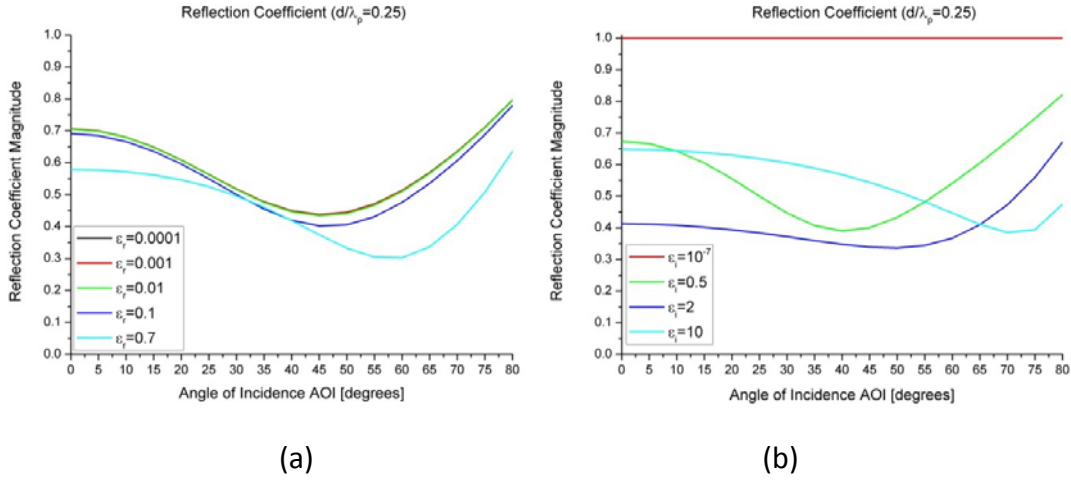 Reflection Coefficient (d/λp=0.25)
Reflection Coefficient Magnitude
1.0
0.9
0.8
0.7
0.6
0.5
0.4
0.3
0.2
0.1
0.0
εr=0.0001
εr=0.001
εr=0.01
εr=0.1
εr=0.7
0 5 10 15 20 25 30 35 40 45 50 55 60 65 70 75 80
Angle of Incidence AOI [degrees]
(a)
Reflection Coefficient (d/λp=0.25)
Reflection Coefficient Magnitude
1.0
0.9
0.8
0.7
0.6
0.5
0.4
0.3
0.2
0.1
0.0
εi=10-7
εi=0.5
εi=2
εi=10
0 5 10 15 20 25 30 35 40 45 50 55 60 65 70 75 80
Angle of Incidence AOI [degrees]
(b)